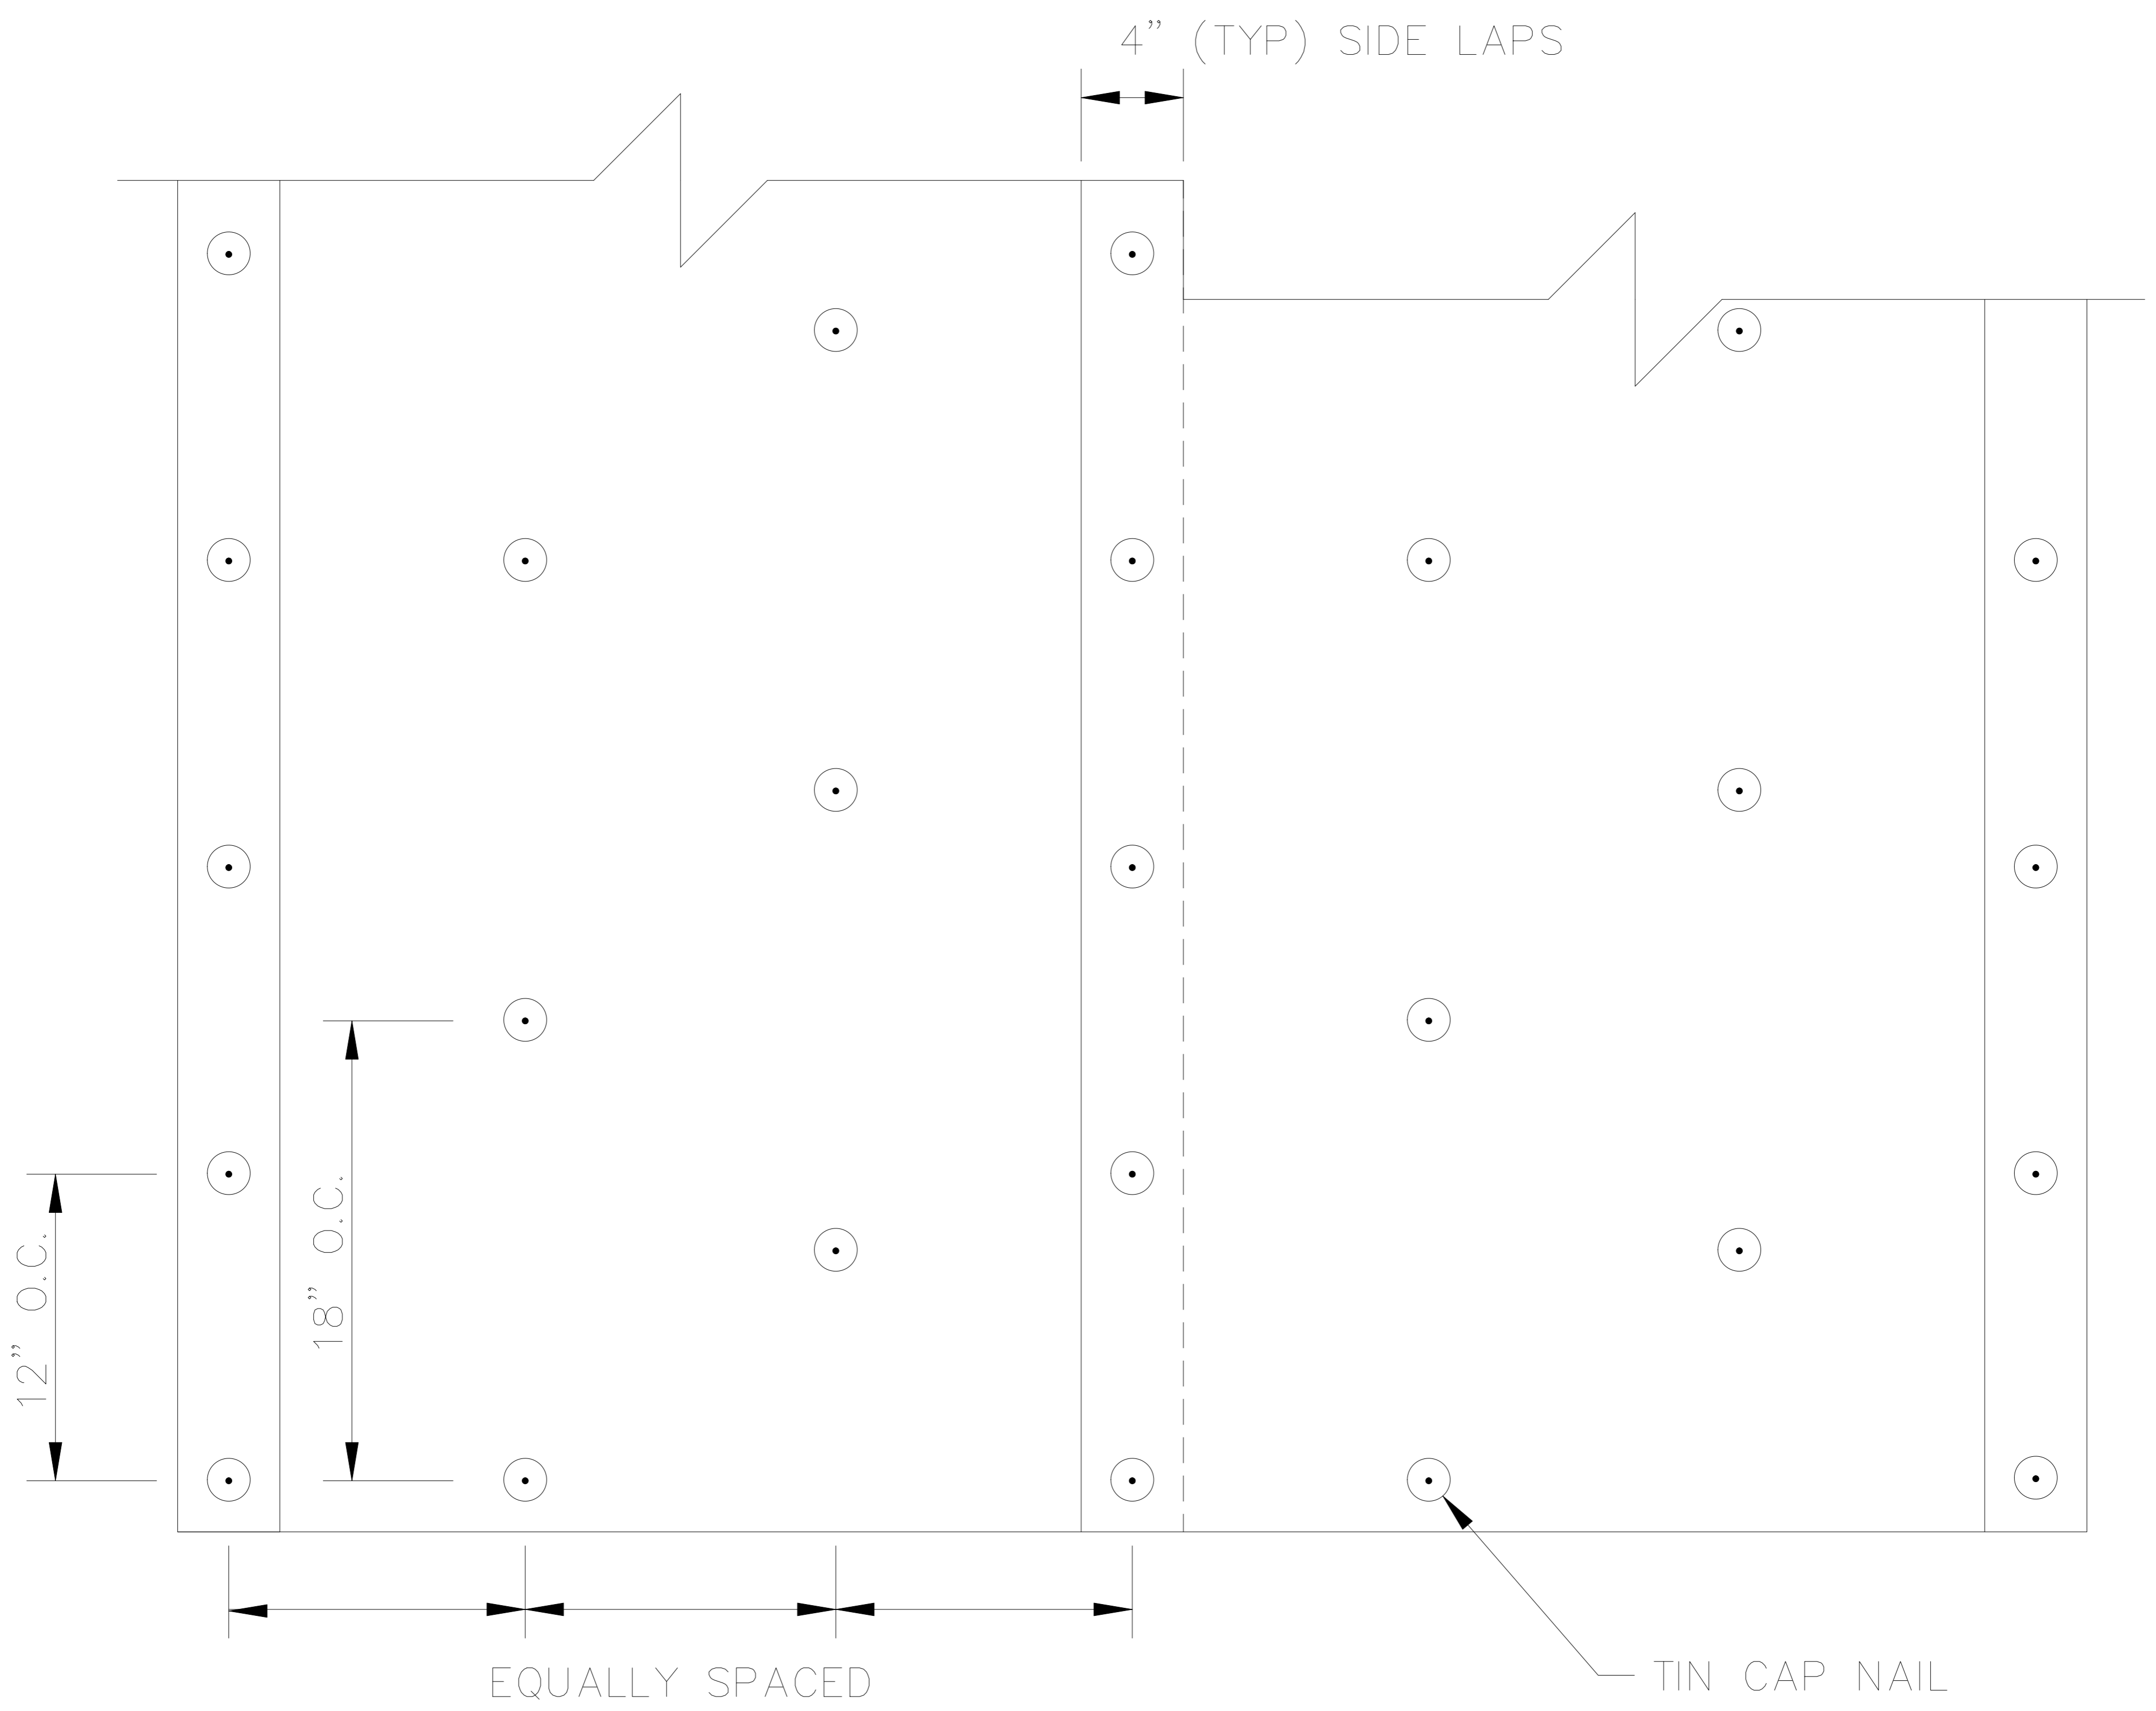 4” (TYP) SIDE LAPS
18” O.C.
12” O.C.
EQUALLY SPACED
TIN CAP NAIL